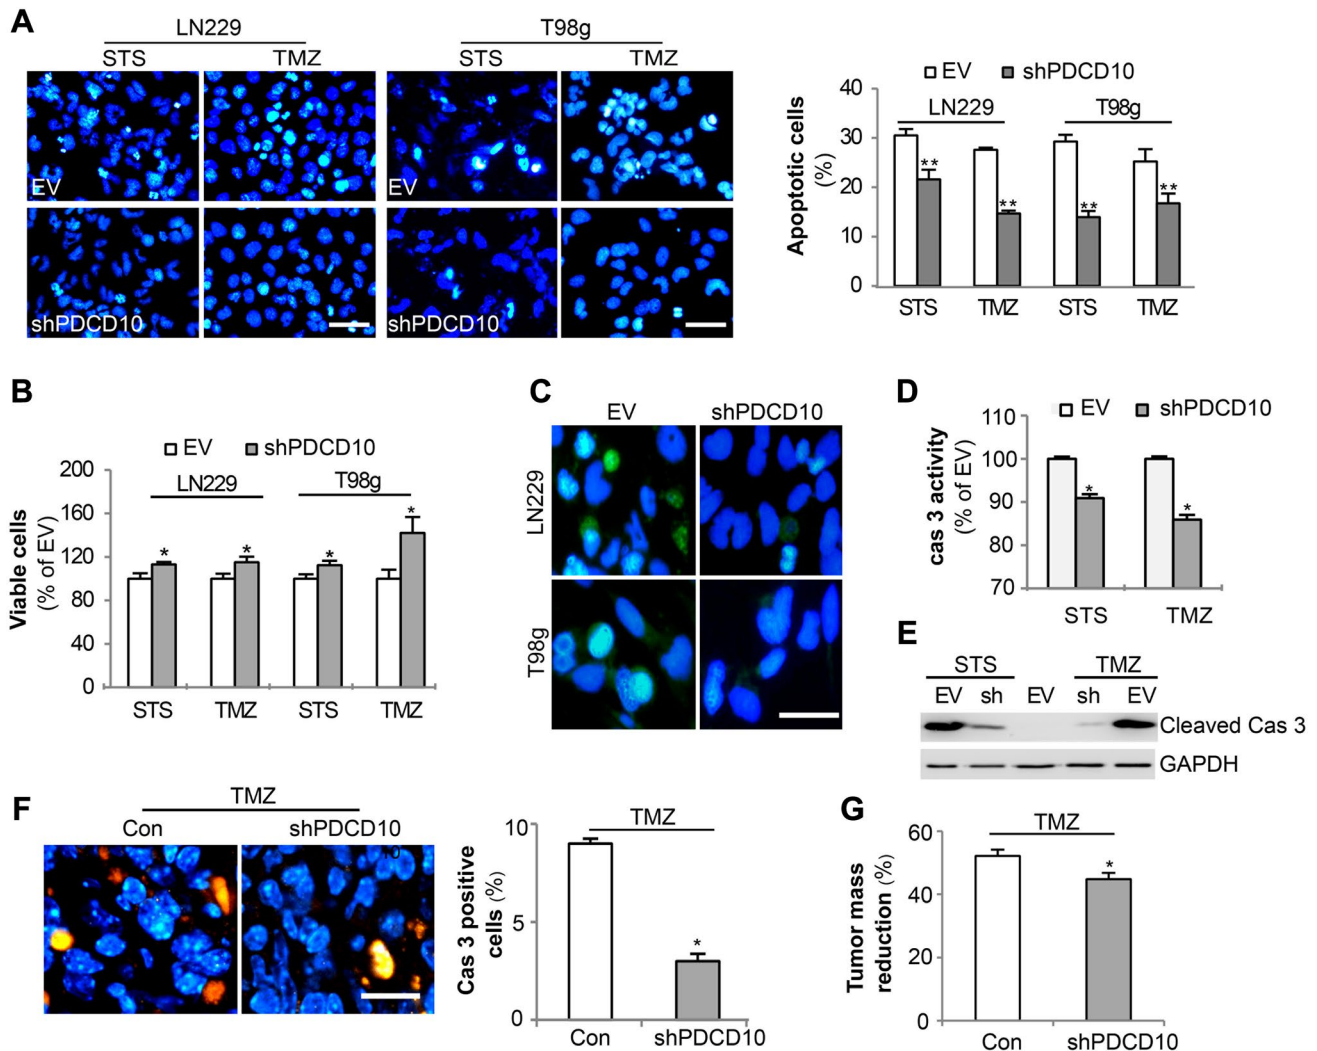 A
LN229
T98g
STS
TMZ
STS
TMZ
EV
EV
shPDCD10
shPDCD10
EV
shPDCD10
LN229
T98g
Apoptotic cells
(%)
40
30
20
10
0
**
**
**
**
STS
TMZ
STS
TMZ
B
EV
shPDCD10
LN229
T98g
Viable cells
(% of EV)
200
160
120
80
40
0
*
*
*
*
STS
TMZ
STS
TMZ
C
EV
shPDCD10
LN229
T98g
D
EV
shPDCD10
cas 3 activity
(% of EV)
110
100
90
80
70
*
*
STS
TMZ
E
STS
TMZ
EV
sh
EV
sh
EV
Cleaved Cas 3
GAPDH
F
TMZ
Con
shPDCD10
TMZ
Cas 3 positive
cells (%)
10
5
0
*
Con
shPDCD10
G
TMZ
Tumor mass
reduction (%)
60
40
20
0
*
Con
shPDCD10